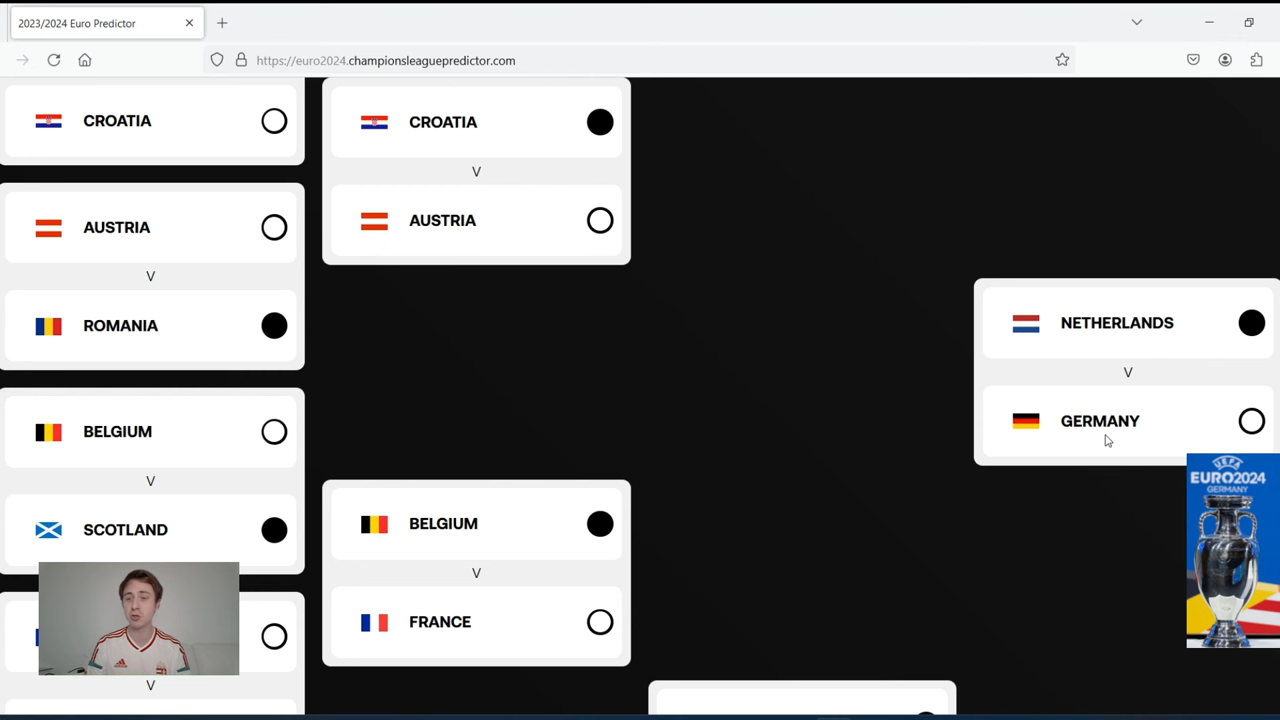 2023/2024 Euro Predictor
https://euro2024.championsleaguepredictor.com
CROATIA
AUSTRIA
V
ROMANIA
BELGIUM
V
SCOTLAND
V
CROATIA
V
AUSTRIA
BELGIUM
V
FRANCE
NETHERLANDS
V
GERMANY
UEFA
EURO2024
GERMANY